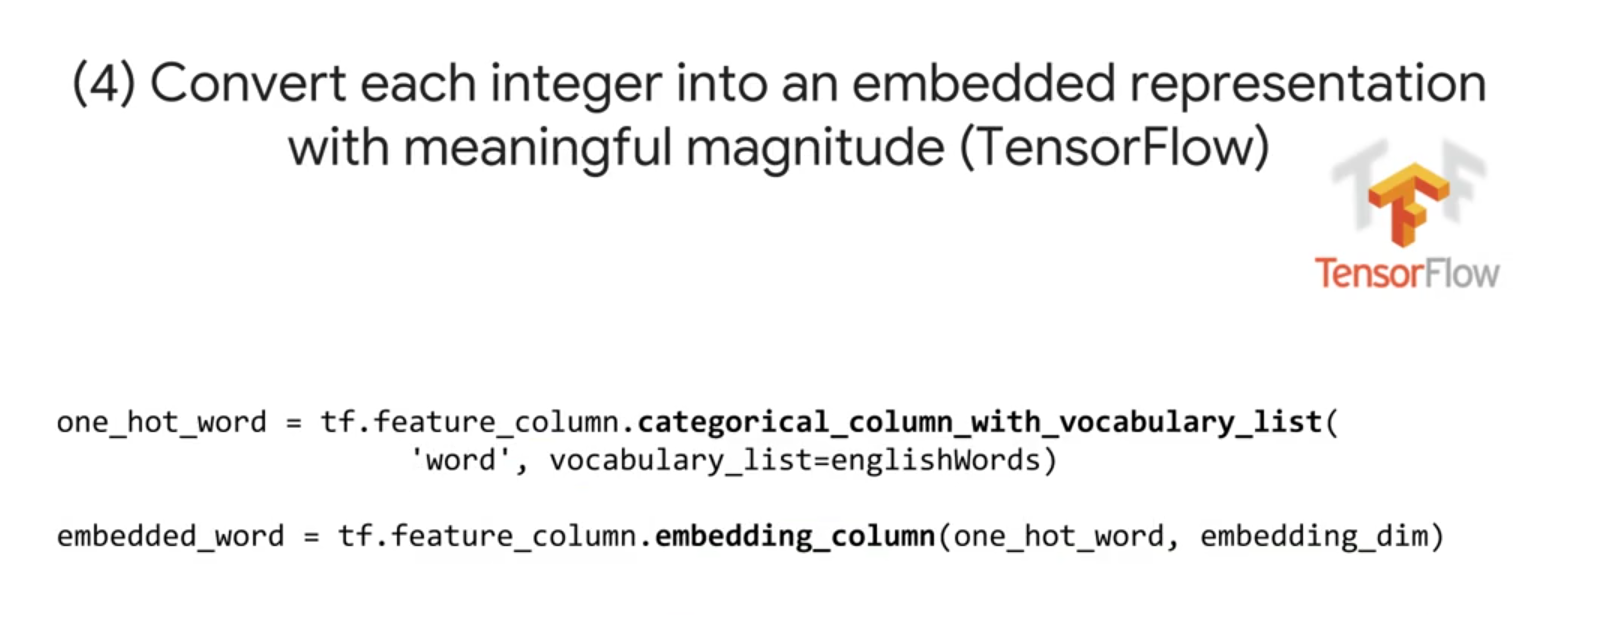 (4) Convert each integer into an embedded representation
with meaningful magnitude (TensorFlow)
TF
TensorFlow
one_hot_word = tf.feature_column.categorical_column_with_vocabulary_list(
'word', vocabulary_list=englishWords)
embedded_word = tf.feature_column.embedding_column(one_hot_word, embedding_dim)